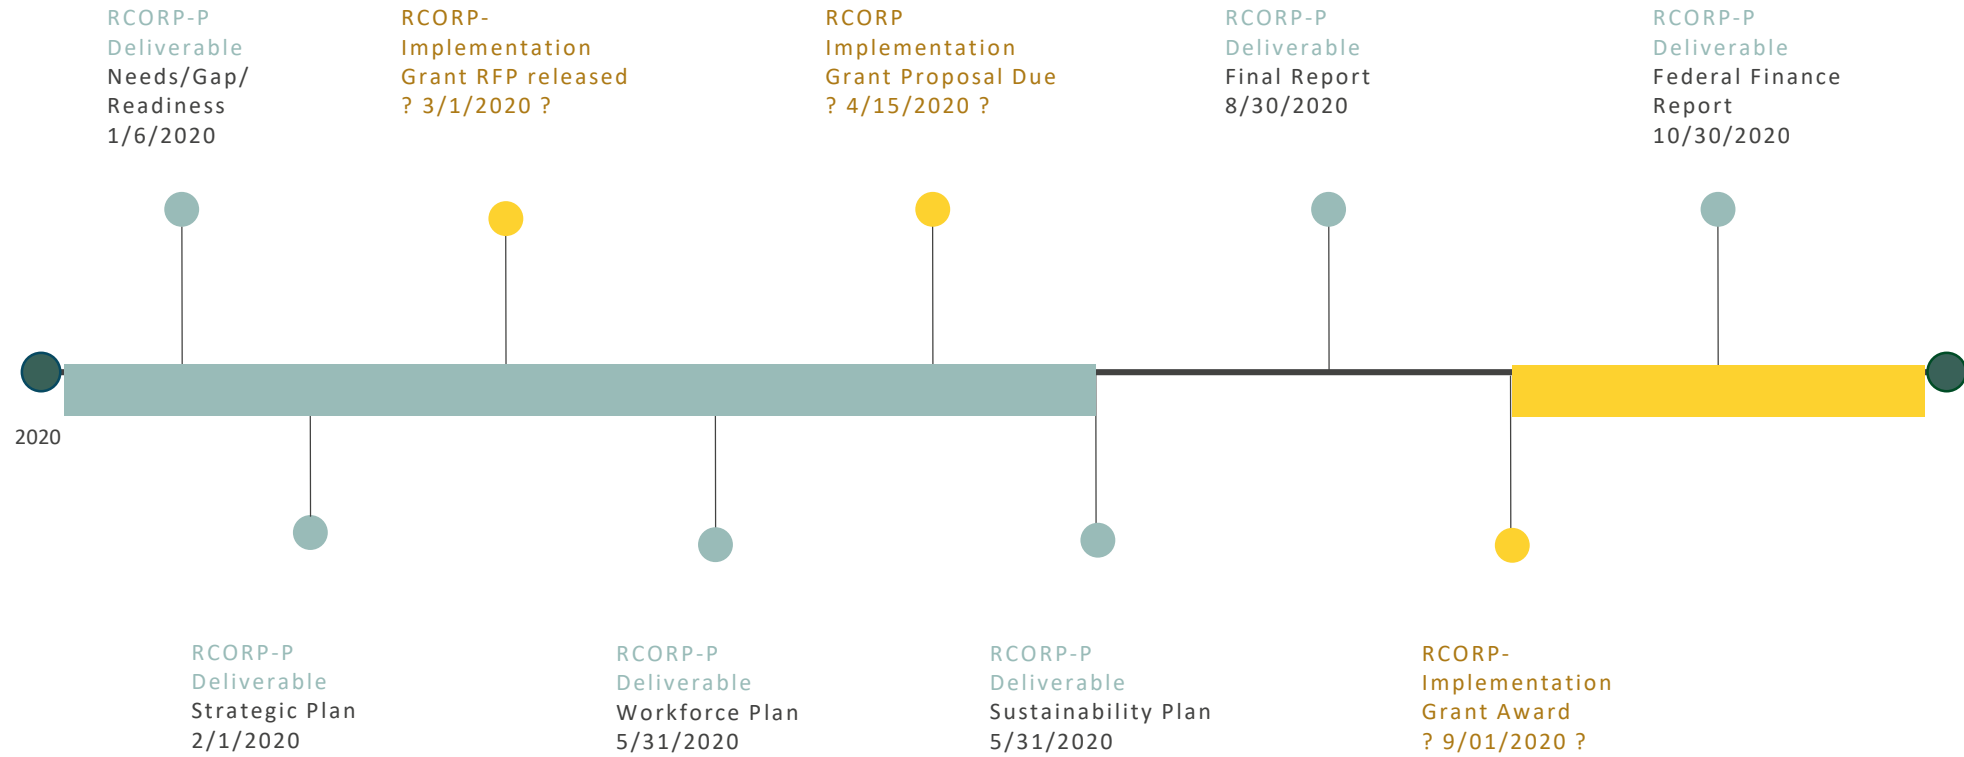 RCORP-P
Deliverable
Needs/Gap/
Readiness
1/6/2020
RCORP-
Implementation
Grant RFP released
? 3/1/2020 ?
RCORP
Implementation
Grant Proposal Due
? 4/15/2020 ?
RCORP-P
Deliverable
Final Report
8/30/2020
RCORP-P
Deliverable
Federal Finance
Report
10/30/2020
2020
RCORP-P
Deliverable
Strategic Plan
2/1/2020
RCORP-P
Deliverable
Workforce Plan
5/31/2020
RCORP-P
Deliverable
Sustainability Plan
5/31/2020
RCORP-
Implementation
Grant Award
? 9/01/2020 ?